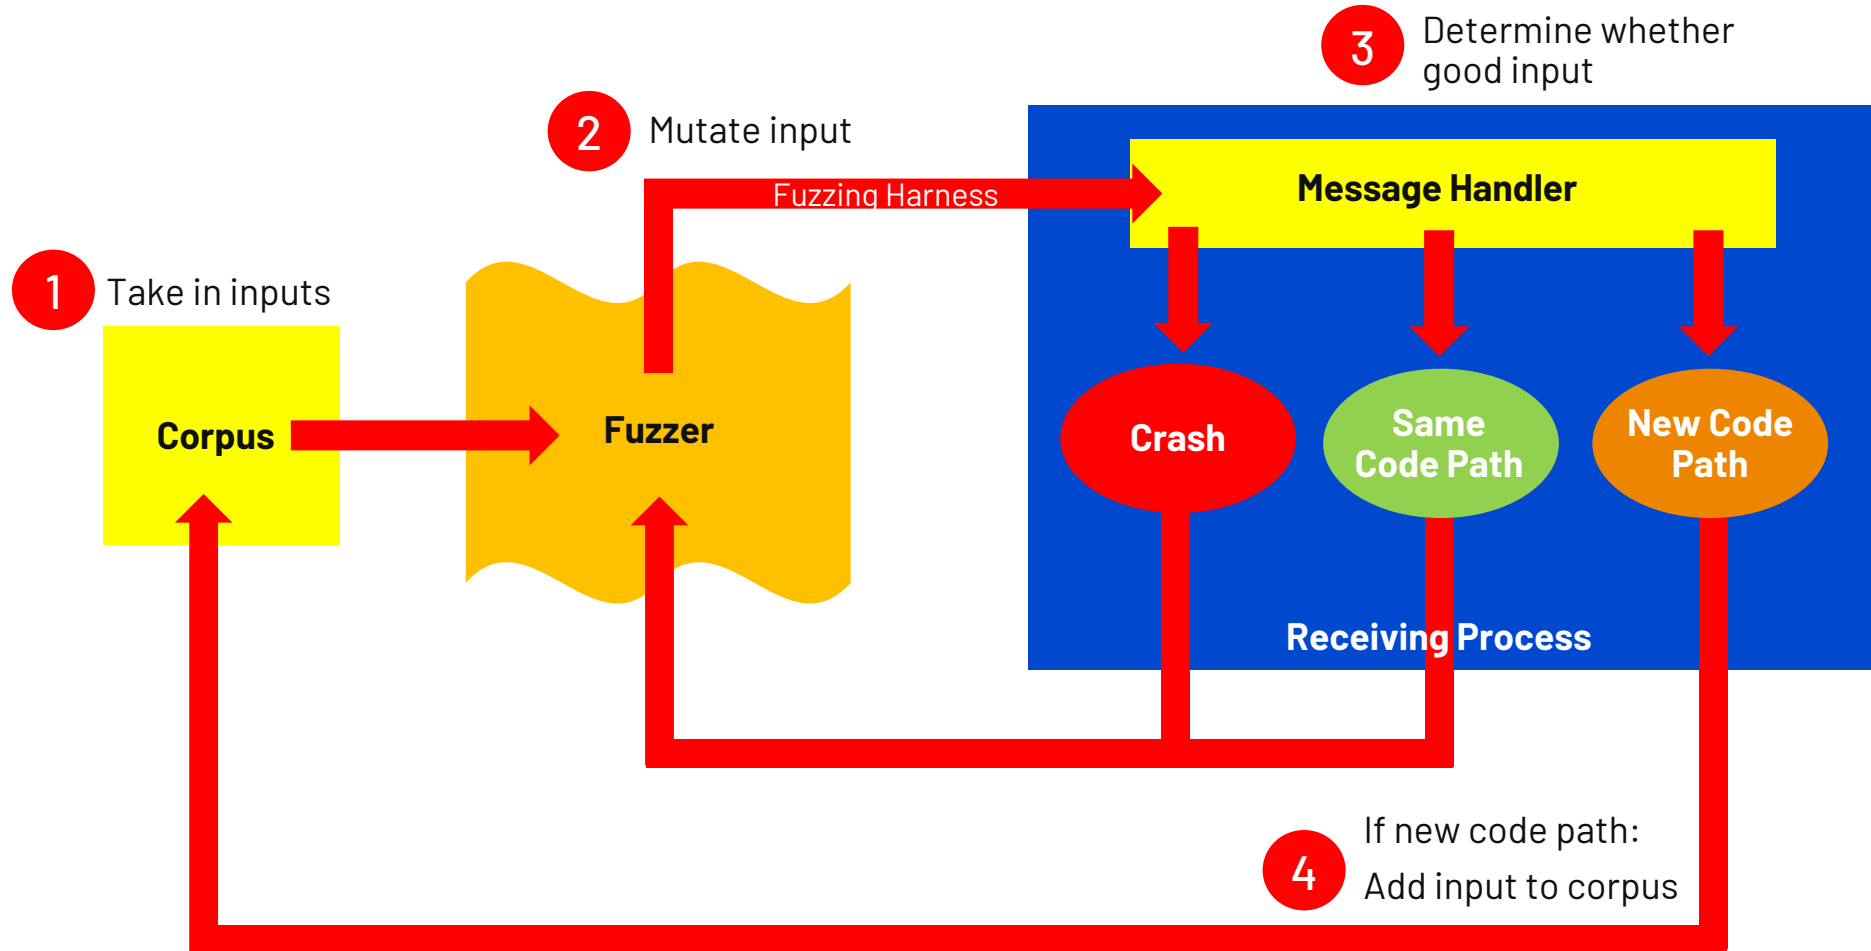 1
Take in inputs
Corpus
2
Mutate input
Fuzzing Harness
Fuzzer
3
Determine whether
good input
Message Handler
Crash
Same
Code Path
New Code
Path
Receiving Process
4
If new code path:
Add input to corpus